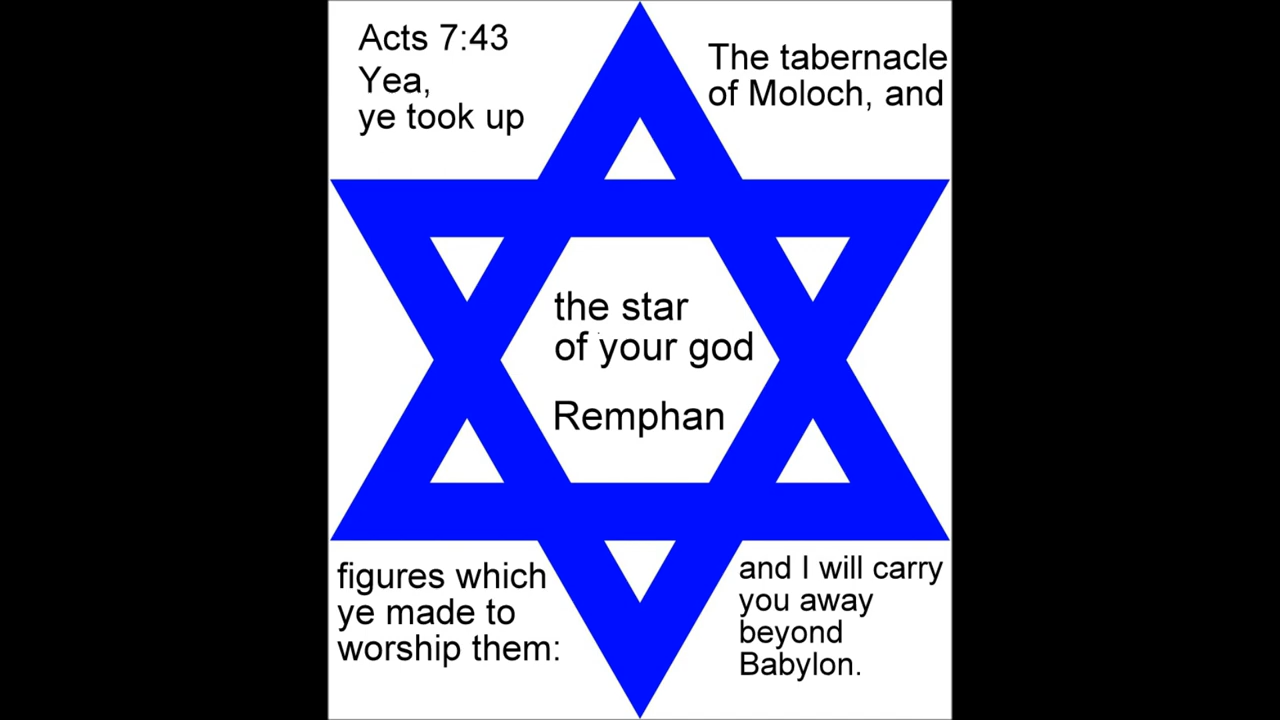 Acts 7:43
Yea,
ye took up
The tabernacle
of Moloch, and
the star
of your god
Remphan
figures which
ye made to
worship them:
and I will carry
you away
beyond
Babylon.